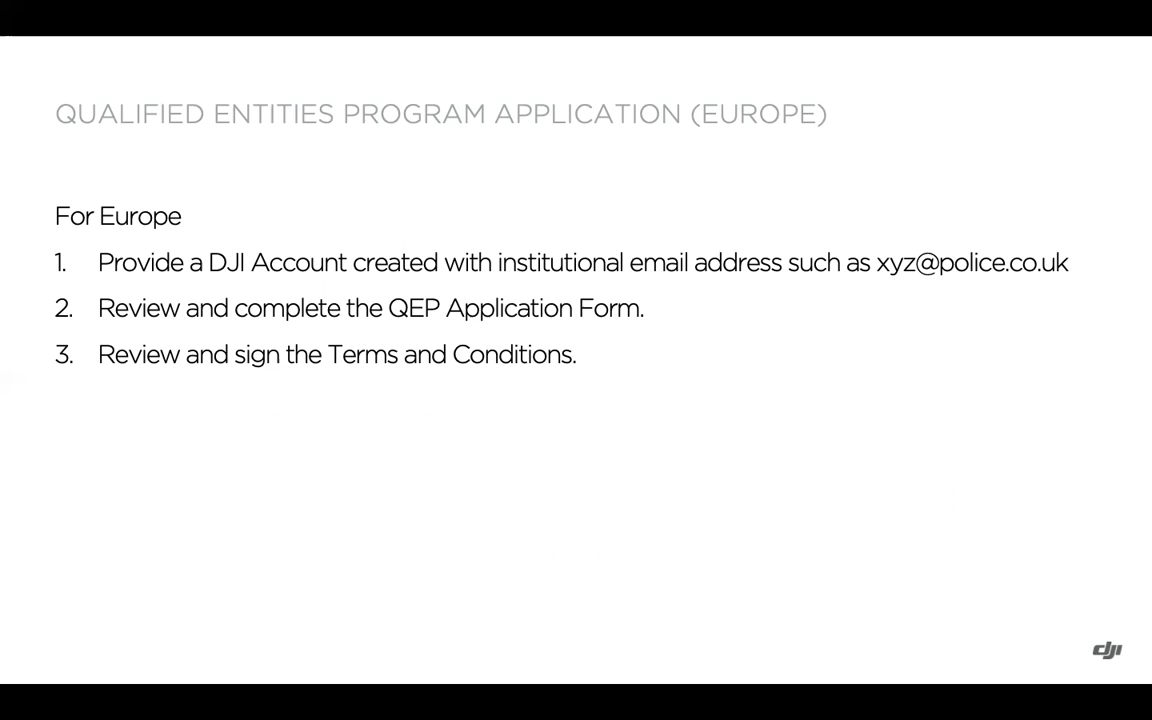 QUALIFIED ENTITIES PROGRAM APPLICATION (EUROPE)
For Europe
1. Provide a DJI Account created with institutional email address such as xyz@police.co.uk
2. Review and complete the QEP Application Form.
3. Review and sign the Terms and Conditions.
dji